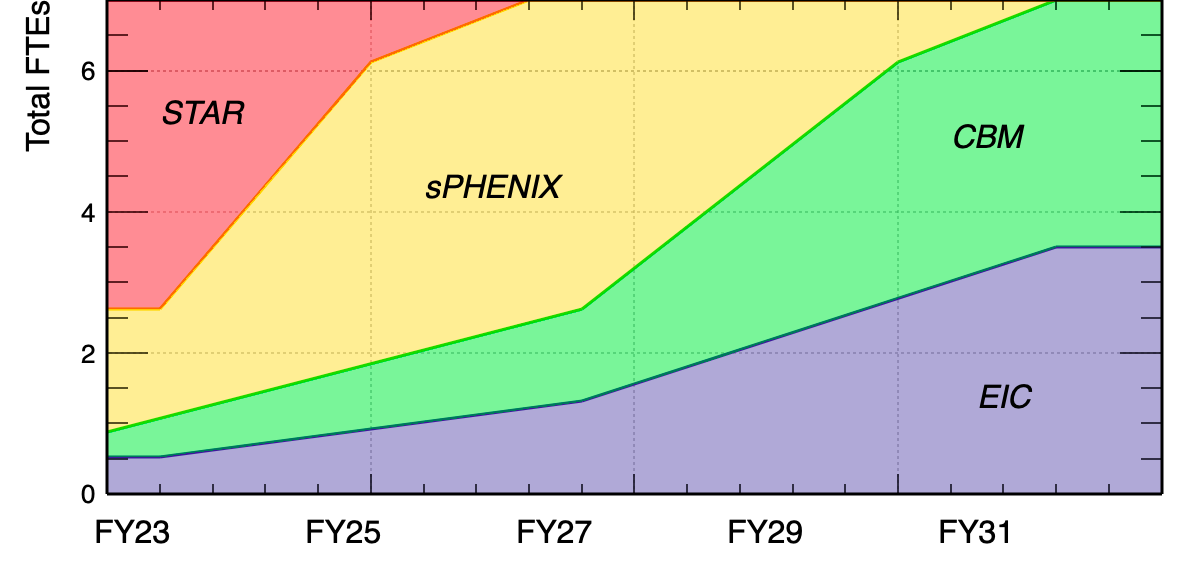 Total FTEs
6
STAR
CBM
sPHENIX
4
2
EIC
0
FY23 FY25 FY27 FY29 FY31